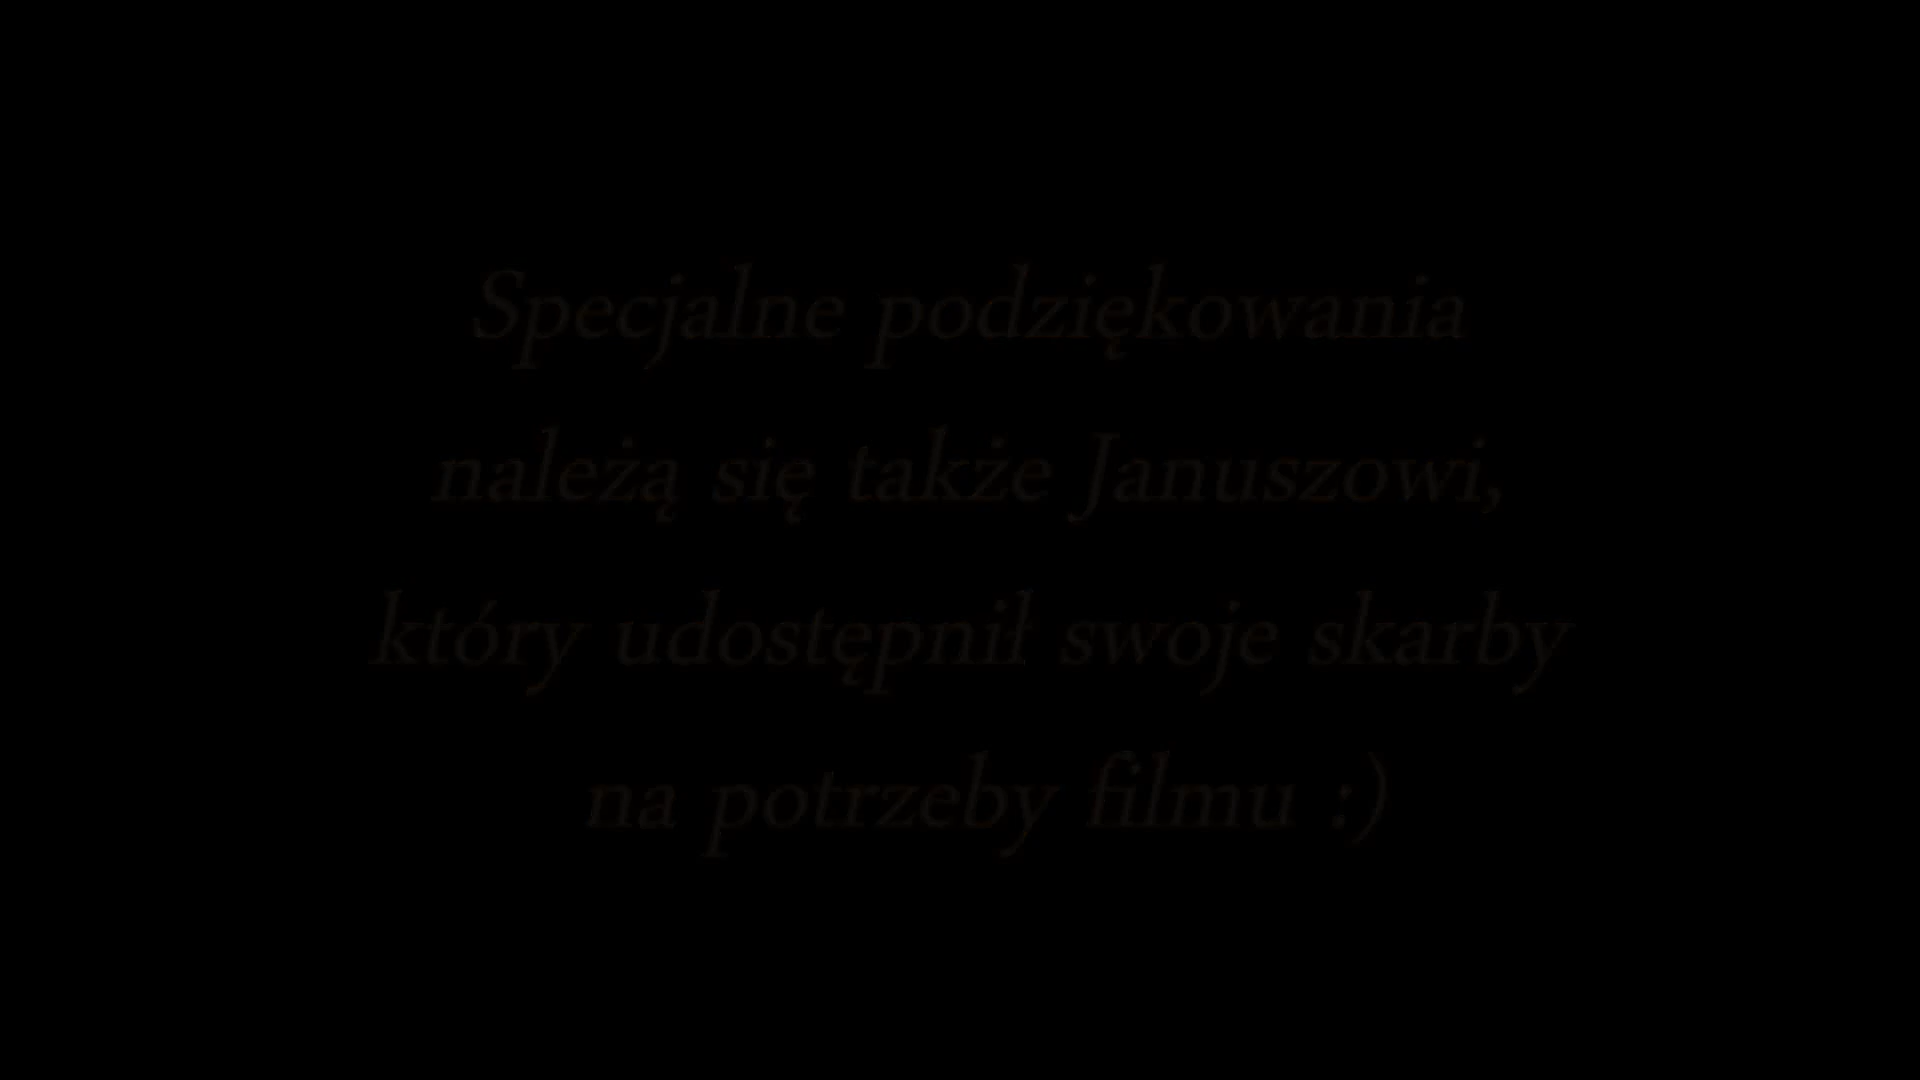 Specjalne podziękowania
należą się także Januszowi,
który udostępnił swoje skarby
na potrzeby filmu :)